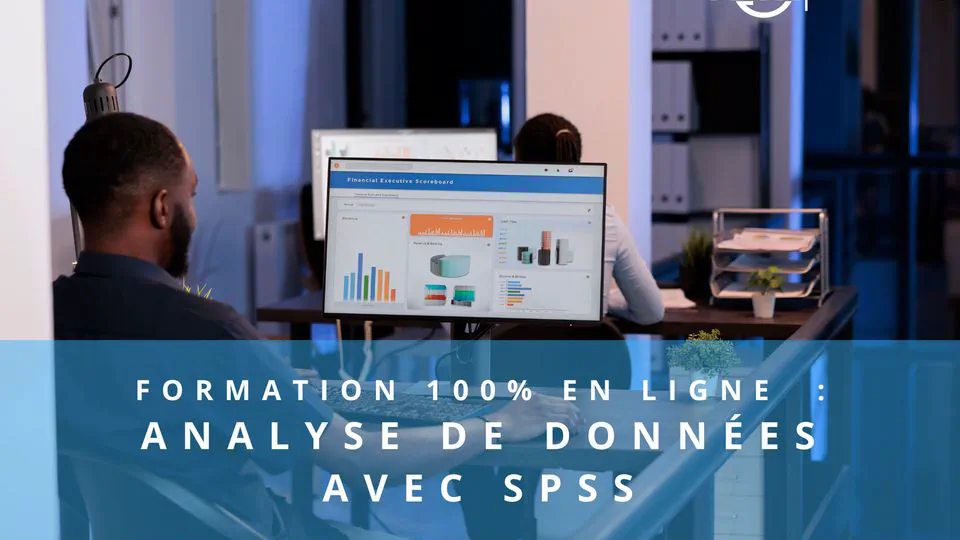 Financial Executive Scoreboard
FORMATION 100% EN LIGNE :
ANALYSE DE DONNÉES
AVEC SPSS